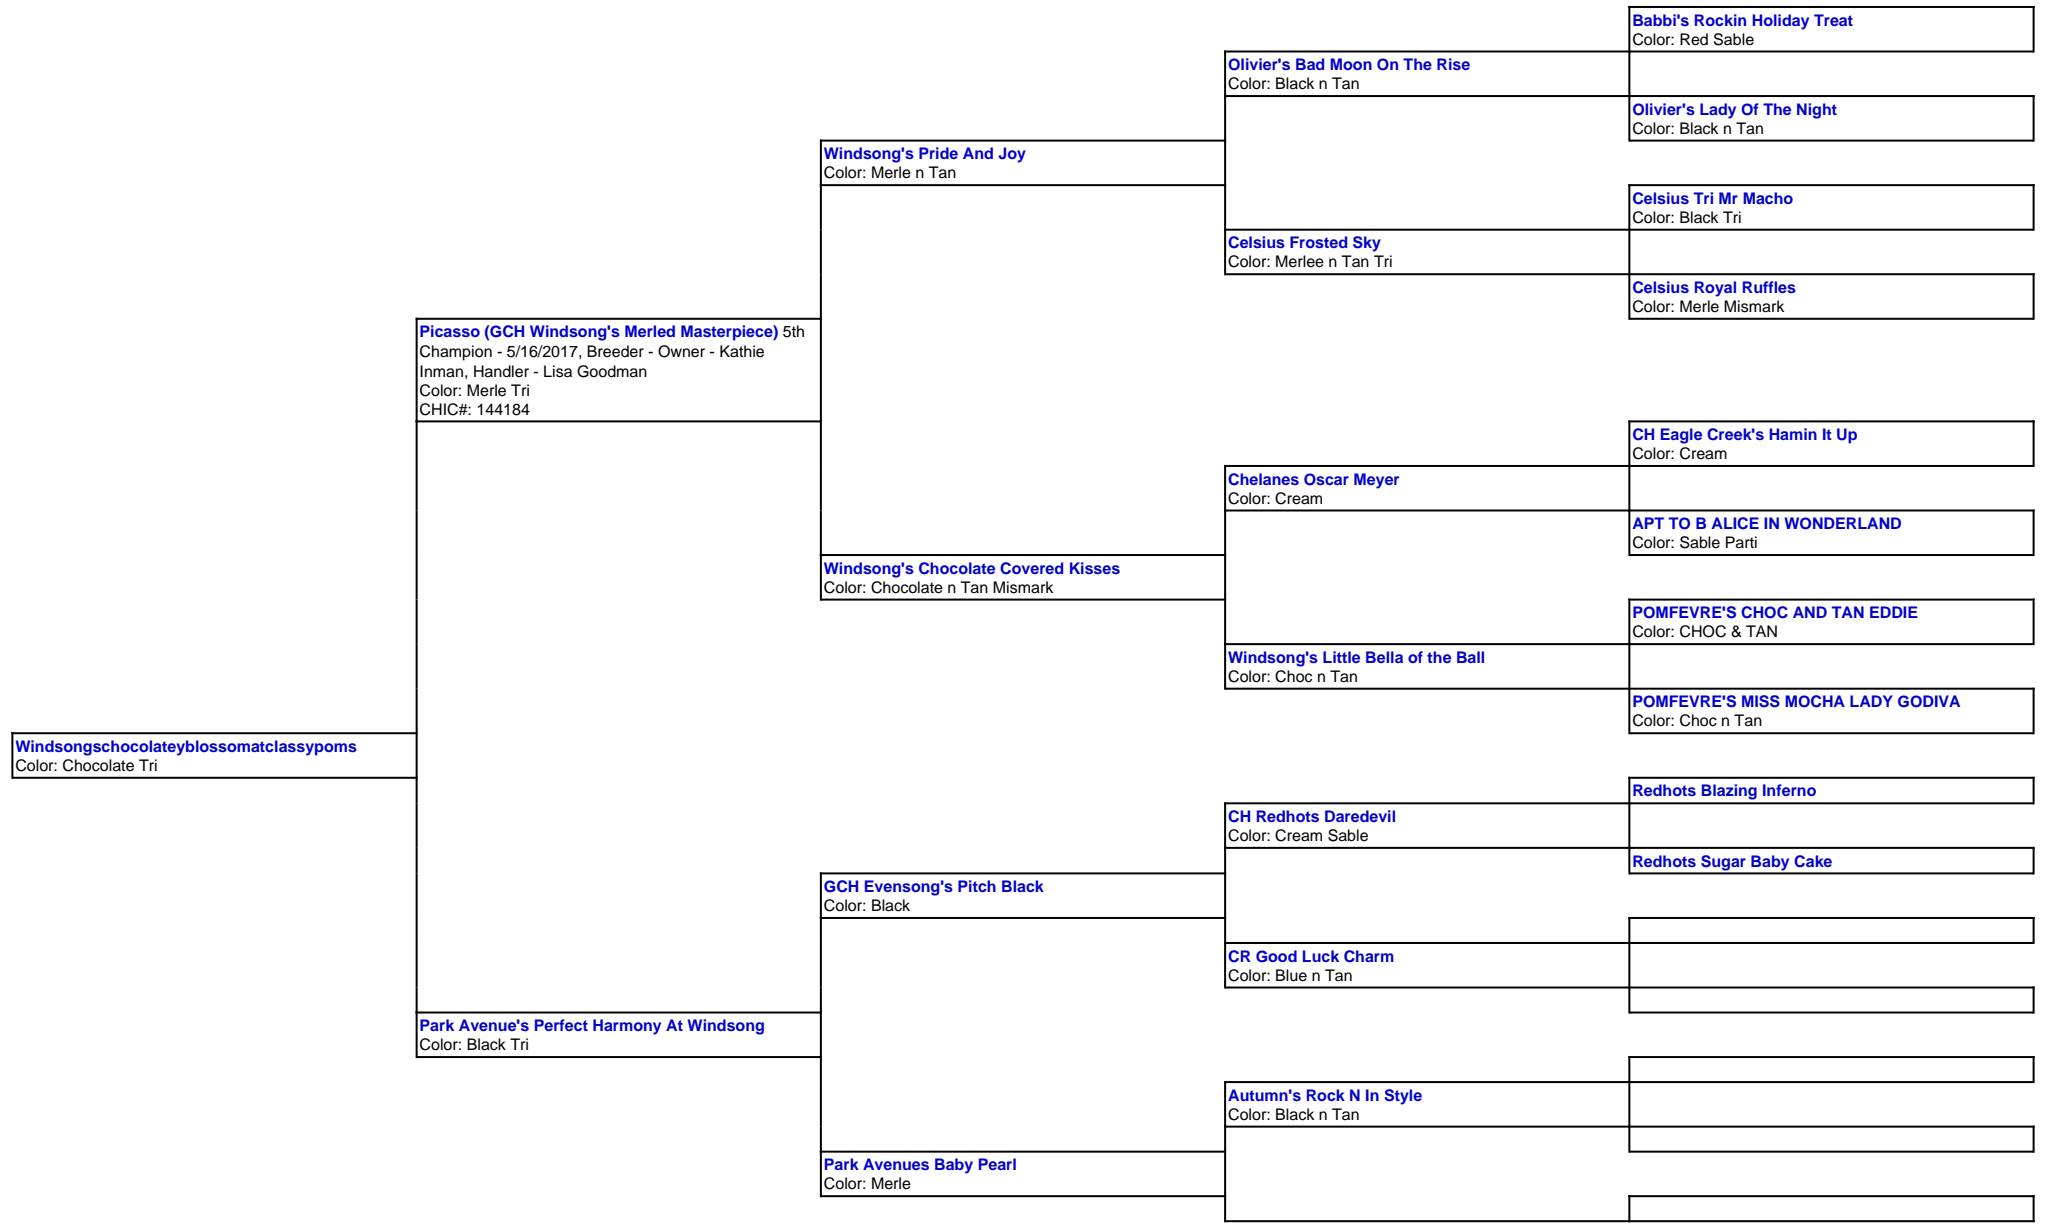 Babbi's Rockin Holiday Treat
Color: Red Sable
Olivier's Bad Moon On The Rise
Color: Black n Tan
Olivier's Lady Of The Night
Color: Black n Tan
Windsong's Pride And Joy
Color: Merle n Tan
Celsius Tri Mr Macho
Color: Black Tri
Celsius Frosted Sky
Color: Merlee n Tan Tri
Celsius Royal Ruffles
Color: Merle Mismark
Picasso (GCH Windsong's Merled Masterpiece) 5th
Champion - 5/16/2017, Breeder - Owner - Kathie
Inman, Handler - Lisa Goodman
Color: Merle Tri
CHIC#: 144184
CH Eagle Creek's Hamin It Up
Color: Cream
Chelanes Oscar Meyer
Color: Cream
APT TO B ALICE IN WONDERLAND
Color: Sable Parti
Windsong's Chocolate Covered Kisses
Color: Chocolate n Tan Mismark
POMFEVRE'S CHOC AND TAN EDDIE
Color: CHOC & TAN
Windsong's Little Bella of the Ball
Color: Choc n Tan
POMFEVRE'S MISS MOCHA LADY GODIVA
Color: Choc n Tan
Windsongschocolateyblossomatclassypoms
Color: Chocolate Tri
Redhots Blazing Inferno
CH Redhots Daredevil
Color: Cream Sable
Redhots Sugar Baby Cake
GCH Evensong's Pitch Black
Color: Black
CR Good Luck Charm
Color: Blue n Tan
Park Avenue's Perfect Harmony At Windsong
Color: Black Tri
Autumn's Rock N In Style
Color: Black n Tan
Park Avenues Baby Pearl
Color: Merle